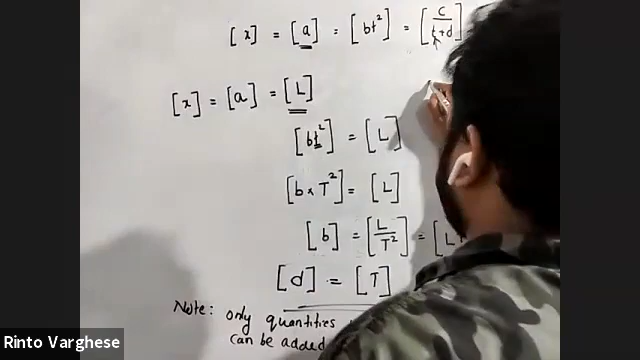 [x] = [a] = [bt²] = [c/t+d]
[x] = [a] = [L]
[bt²] = [L]
[b × T²] = [L]
[b] = [L/T²] = [L
[d] = [T]
Note: only quantities
can be added
Rinto Varghese